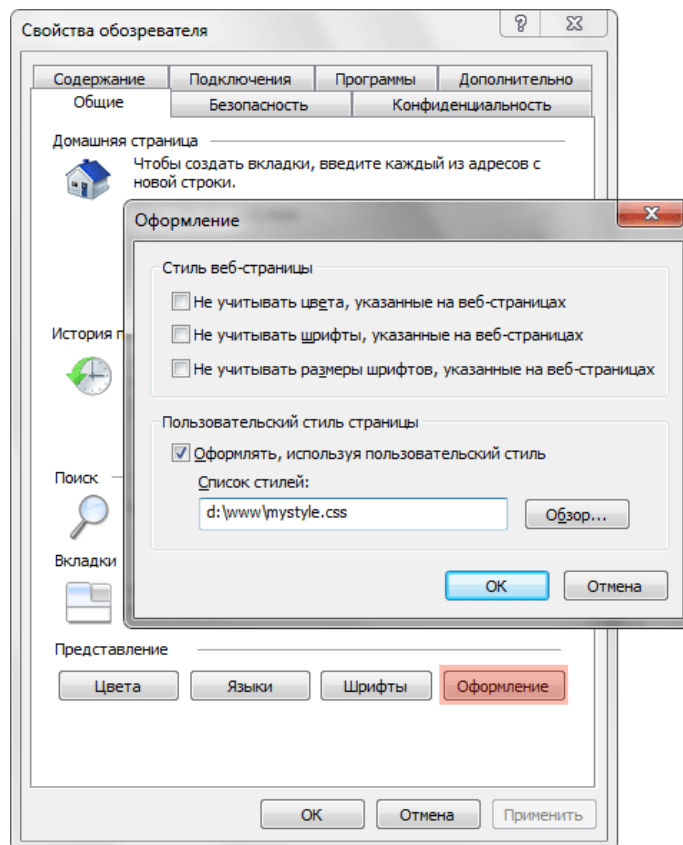 Свойства обозревателя
Содержание
Подключения
Программы
Дополнительно
Общие
Безопасность
Конфиденциальность
Домашняя страница
Чтобы создать вкладки, введите каждый из адресов с
новой строки.
Оформление
Стиль веб-страницы
Не учитывать цвета, указанные на веб-страницах
Не учитывать шрифты, указанные на веб-страницах
Не учитывать размеры шрифтов, указанные на веб-страницах
История п
Пользовательский стиль страницы
Оформлять, используя пользовательский стиль
Список стилей:
d:\www\mystyle.css
Обзор...
Поиск
Вкладки
ОК
Отмена
Представление
Цвета
Языки
Шрифты
Оформление
ОК
Отмена
Применить